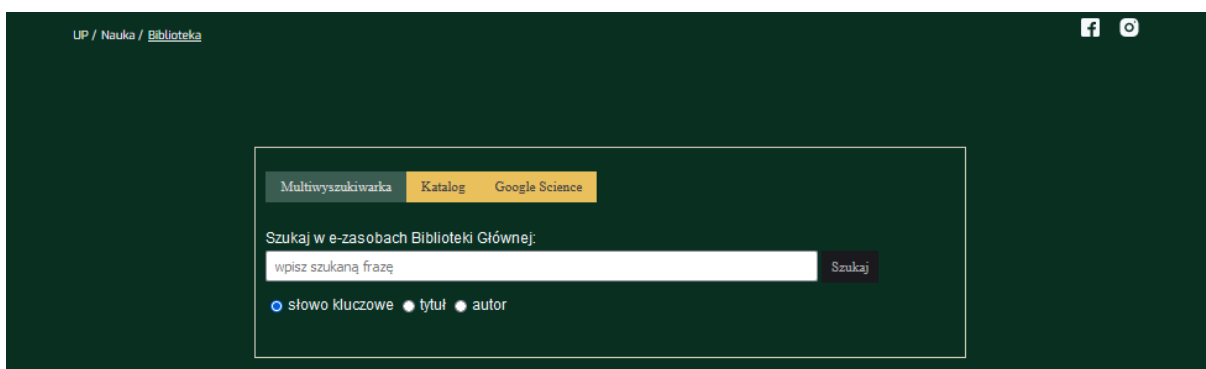 UP / Nauka / Biblioteka
Multiwyszukiwarka Katalog Google Science
Szukaj w e-zasobach Biblioteki Głównej:
wpisz szukaną frazę Szukaj
słowo kluczowe tytuł autor